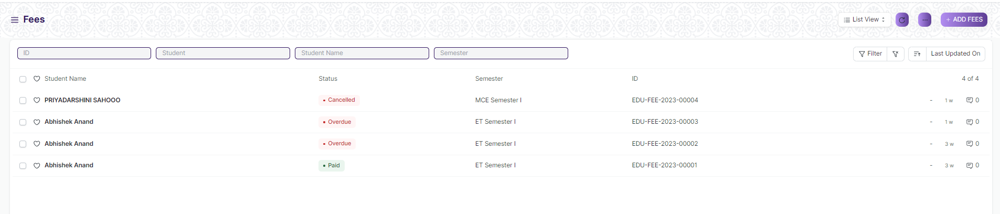 Fees
List View
... + ADD FEES
ID Student Student Name Semester
Filter Last Updated On
Student Name Status Semester ID 4 of 4
PRIYADARSHINI SAHOOO • Cancelled MCE Semester I EDU-FEE-2023-00004 - 1 w 0
Abhishek Anand • Overdue ET Semester I EDU-FEE-2023-00003 - 1 w 0
Abhishek Anand • Overdue ET Semester I EDU-FEE-2023-00002 - 3 w 0
Abhishek Anand • Paid ET Semester I EDU-FEE-2023-00001 - 3 w 0